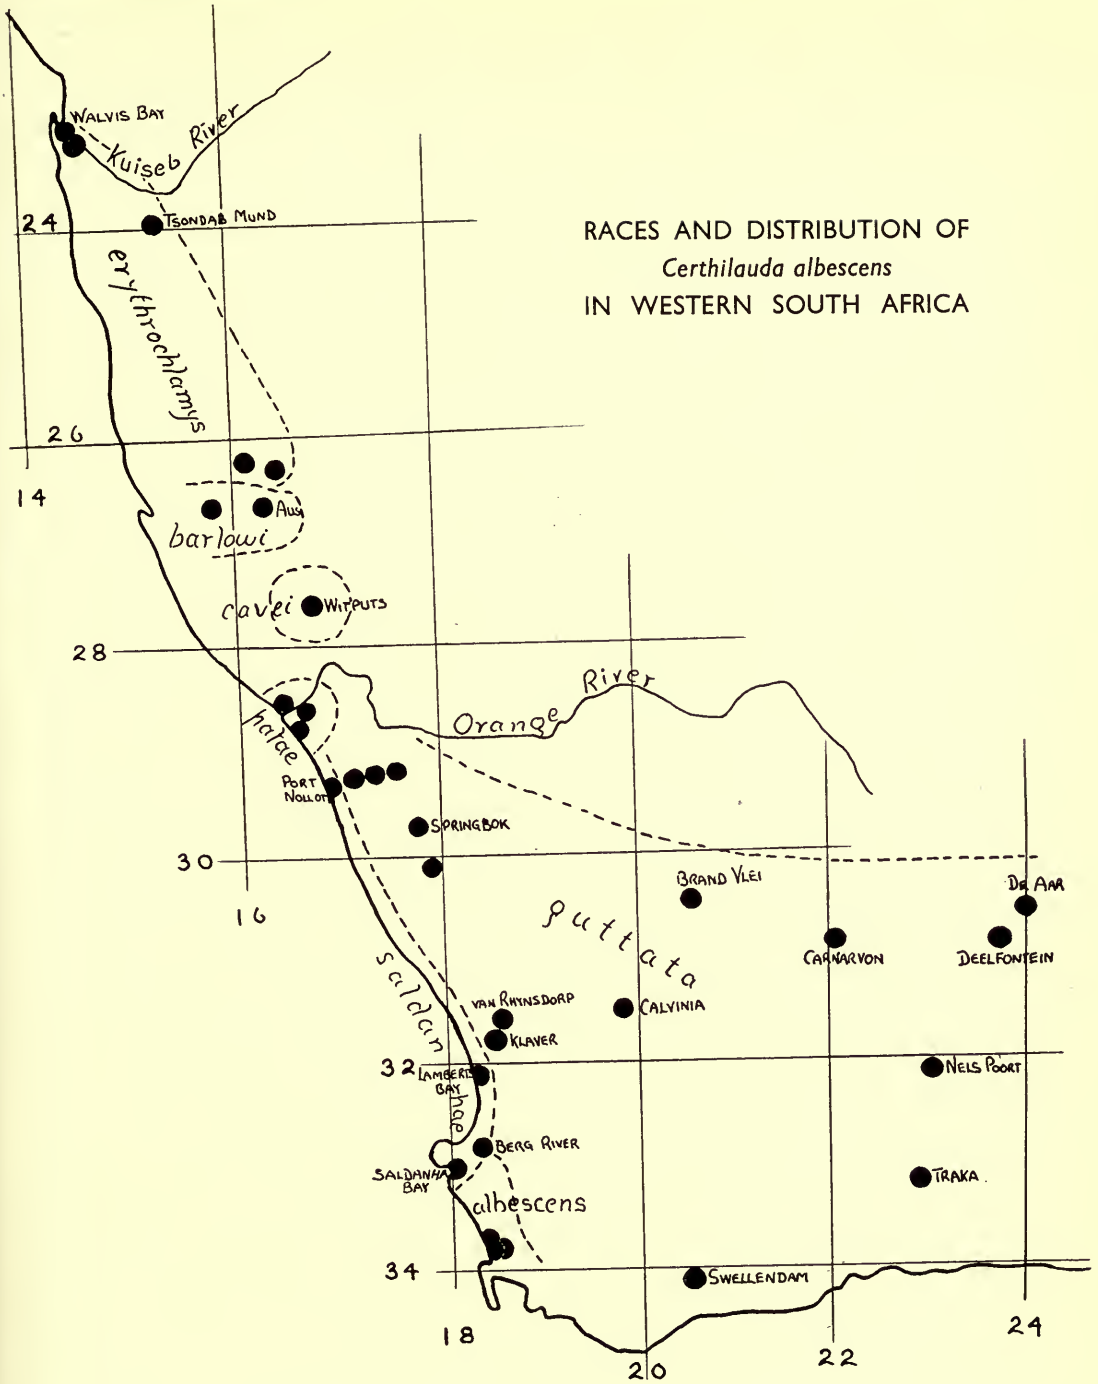 WALVIS BAY
Kuiseb River
24
TSONDAB MUND
RACES AND DISTRIBUTION OF
Certhilauda albescens
IN WESTERN SOUTH AFRICA
erythrochlamys
26
14
Aus
barlowi
cavei
WITPUTS
28
Orange River
patae
PORT
NOLLOTH
SPRINGBOK
30
16
BRAND VLEI
DE AAR
guttata
CARNARVON
DEELFONTEIN
saldanhae
VAN RHYNSDORP
CALVINIA
KLAVER
32
LAMBERTS
BAY
NELS POORT
BERG RIVER
SALDANHA
BAY
TRAKA.
albescens
34
SWELLENDAM
18
20
22
24